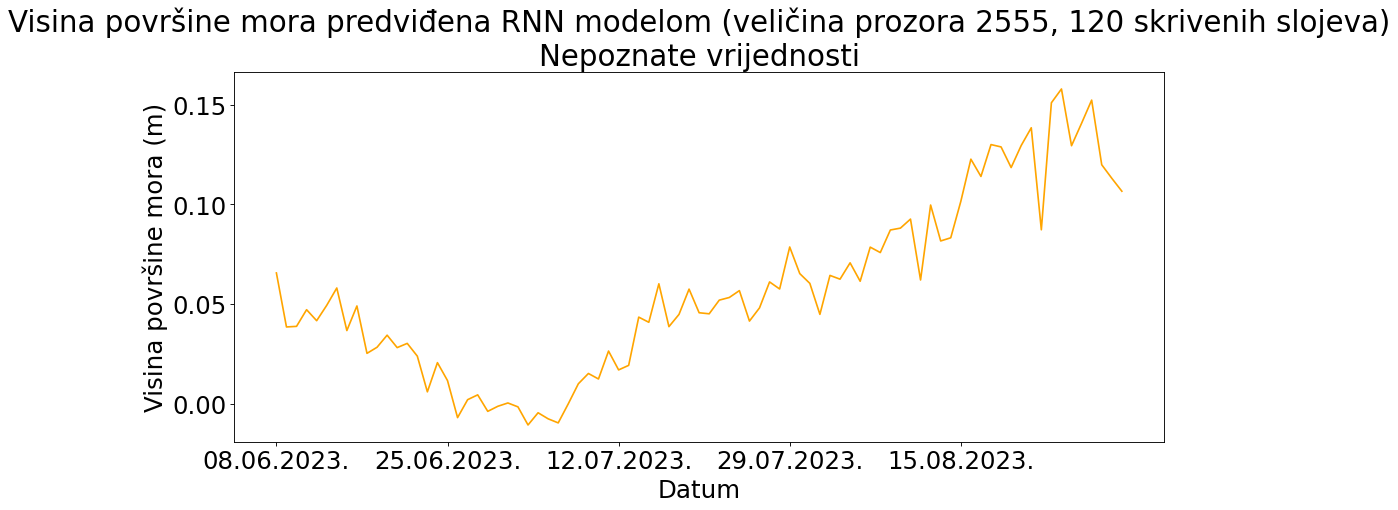 Visina površine mora predviđena RNN modelom (veličina prozora 2555, 120 skrivenih slojeva)
Nepoznate vrijednosti
Visina površine mora (m)
0.15
0.10
0.05
0.00
08.06.2023. 25.06.2023. 12.07.2023. 29.07.2023. 15.08.2023.
Datum